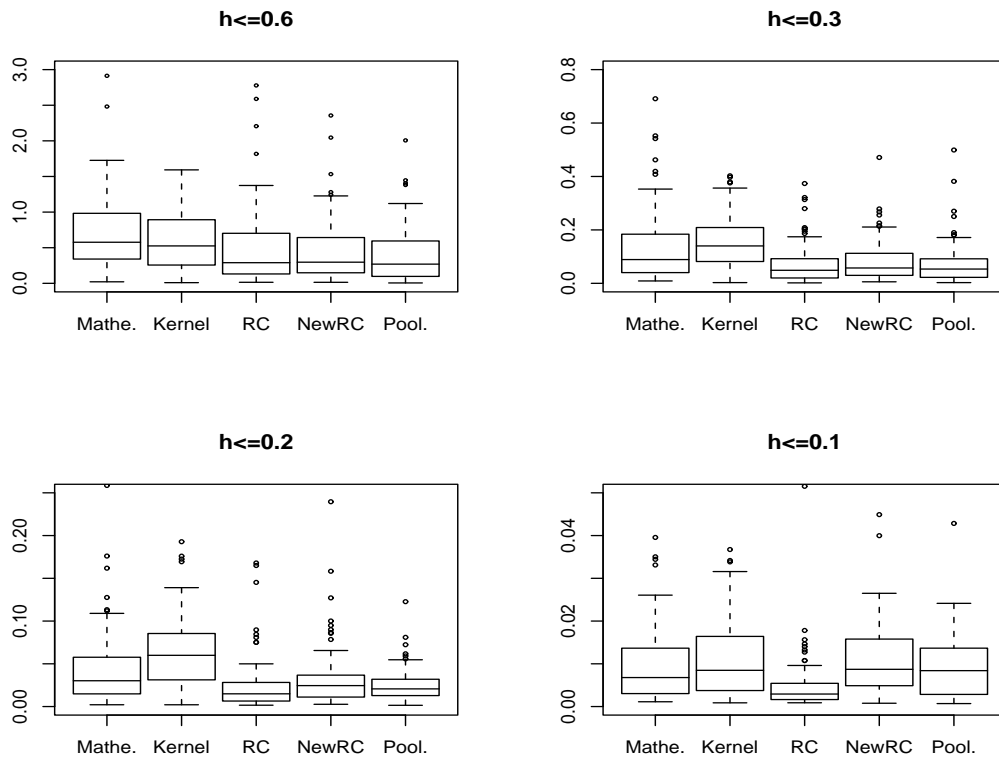 h<=0.6
3.0
1.0
0.0
Mathe. Kernel RC NewRC Pool.
h<=0.3
0.8
0.6
0.4
0.2
0.0
Mathe. Kernel RC NewRC Pool.
h<=0.2
0.20
0.10
0.00
Mathe. Kernel RC NewRC Pool.
h<=0.1
0.04
0.02
0.00
Mathe. Kernel RC NewRC Pool.